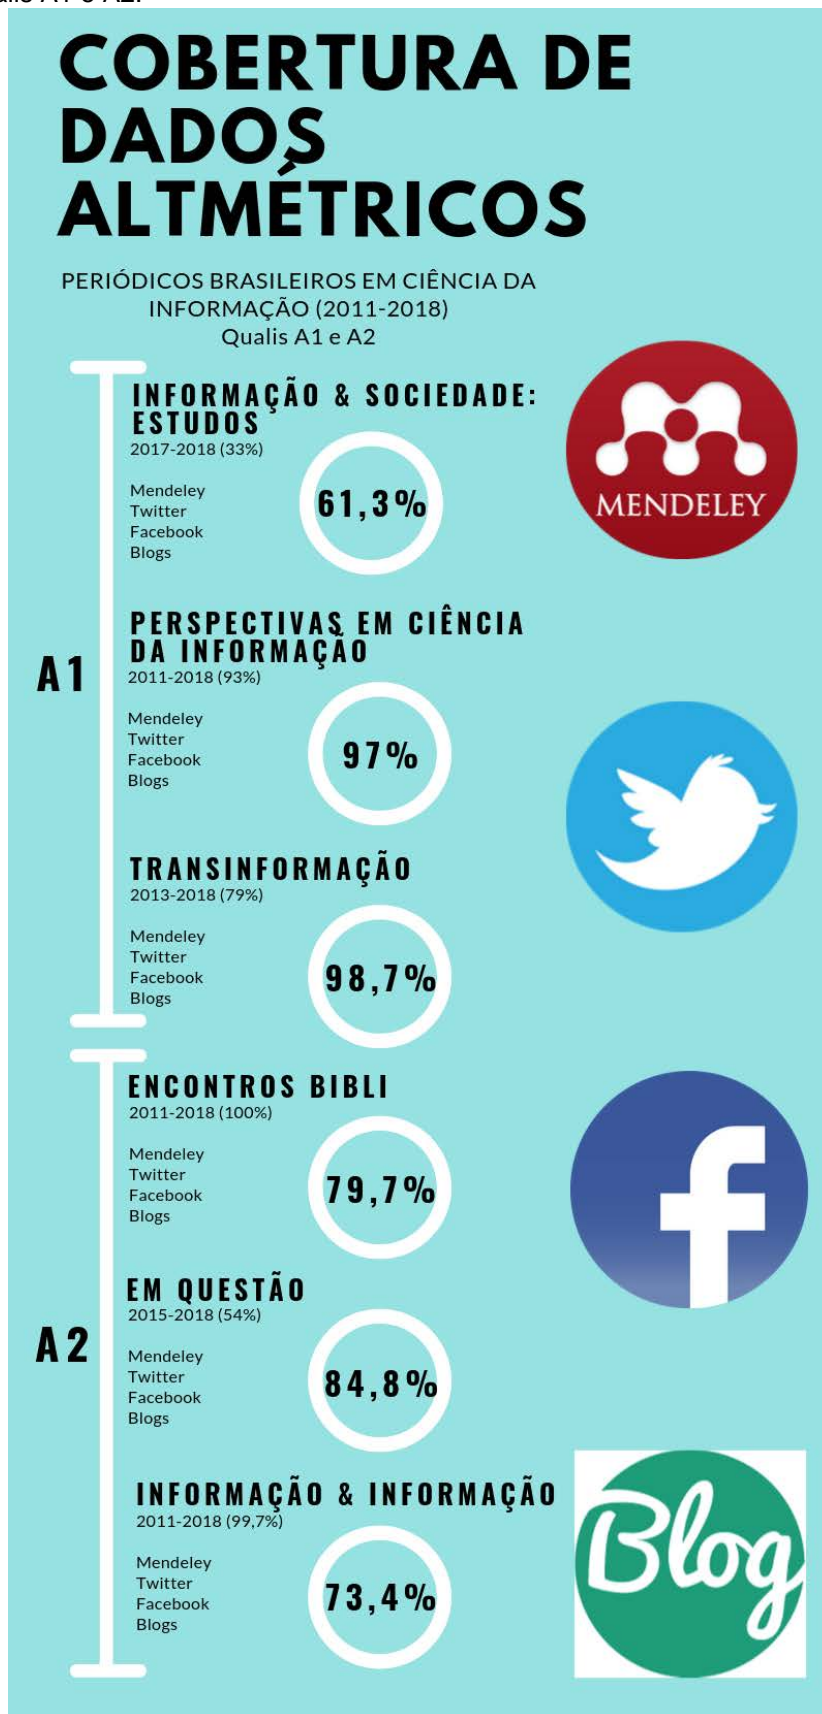 COBERTURA DE
DADOS
ALTMÉTRICOS
PERIÓDICOS BRASILEIROS EM CIÊNCIA DA
INFORMAÇÃO (2011-2018)
Qualis A1 e A2
A1
INFORMAÇÃO & SOCIEDADE:
ESTUDOS
2017-2018 (33%)
Mendeley
Twitter
Facebook
Blogs
61,3%
MENDELEY
PERSPECTIVAS EM CIÊNCIA
DA INFORMAÇÃO
2011-2018 (93%)
Mendeley
Twitter
Facebook
Blogs
97%
TRANSINFORMAÇÃO
2013-2018 (79%)
Mendeley
Twitter
Facebook
Blogs
98,7%
A2
ENCONTROS BIBLI
2011-2018 (100%)
Mendeley
Twitter
Facebook
Blogs
79,7%
f
EM QUESTÃO
2015-2018 (54%)
Mendeley
Twitter
Facebook
Blogs
84,8%
INFORMAÇÃO & INFORMAÇÃO
2011-2018 (99,7%)
Mendeley
Twitter
Facebook
Blogs
73,4%
Blog